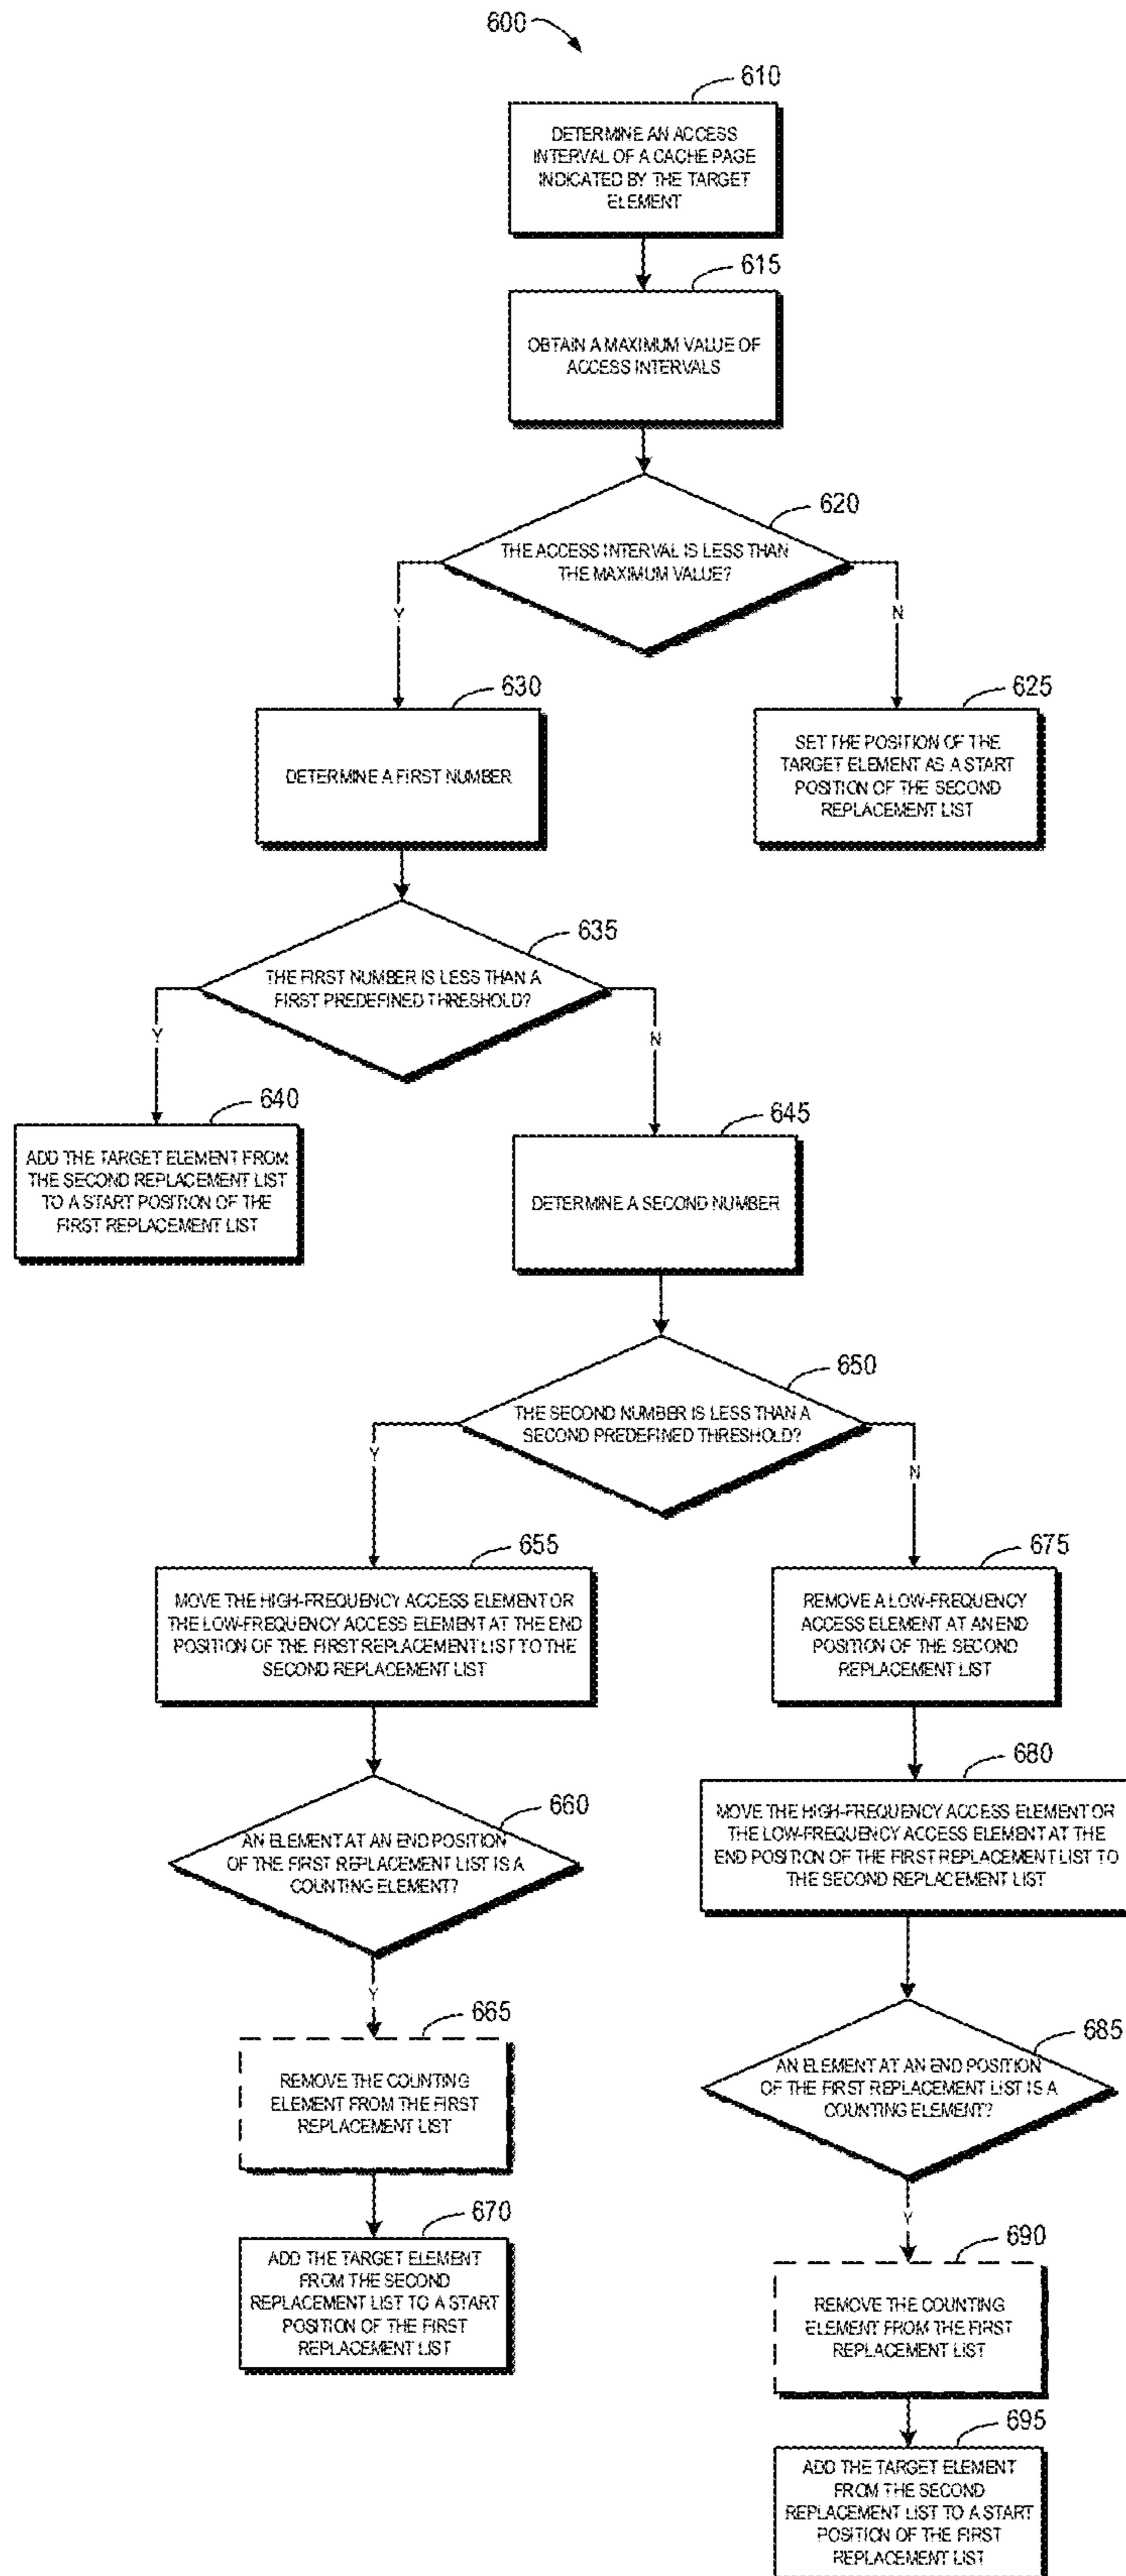 600
610
DETERMINE AN ACCESS
INTERVAL OF A CACHE PAGE
INDICATED BY THE TARGET
ELEMENT
615
OBTAIN A MAXIMUM VALUE OF
ACCESS INTERVALS
620
THE ACCESS INTERVAL IS LESS THAN
THE MAXIMUM VALUE?
Y
N
630
DETERMINE A FIRST NUMBER
625
SET THE POSITION OF THE
TARGET ELEMENT AS A START
POSITION OF THE SECOND
REPLACEMENT LIST
635
THE FIRST NUMBER IS LESS THAN A
FIRST PREDEFINED THRESHOLD?
Y
N
640
ADD THE TARGET ELEMENT FROM
THE SECOND REPLACEMENT LIST
TO A START POSITION OF THE
FIRST REPLACEMENT LIST
645
DETERMINE A SECOND NUMBER
650
THE SECOND NUMBER IS LESS THAN A
SECOND PREDEFINED THRESHOLD?
Y
N
655
MOVE THE HIGH-FREQUENCY ACCESS ELEMENT OR
THE LOW-FREQUENCY ACCESS ELEMENT AT THE END
POSITION OF THE FIRST REPLACEMENT LIST TO THE
SECOND REPLACEMENT LIST
675
REMOVE A LOW-FREQUENCY
ACCESS ELEMENT AT AN END
POSITION OF THE SECOND
REPLACEMENT LIST
660
AN ELEMENT AT AN END POSITION
OF THE FIRST REPLACEMENT LIST IS A
COUNTING ELEMENT?
Y
680
MOVE THE HIGH-FREQUENCY ACCESS ELEMENT OR
THE LOW-FREQUENCY ACCESS ELEMENT AT THE
END POSITION OF THE FIRST REPLACEMENT LIST TO
THE SECOND REPLACEMENT LIST
665
REMOVE THE COUNTING
ELEMENT FROM THE FIRST
REPLACEMENT LIST
685
AN ELEMENT AT AN END POSITION
OF THE FIRST REPLACEMENT LIST IS A
COUNTING ELEMENT?
Y
670
ADD THE TARGET ELEMENT
FROM THE SECOND
REPLACEMENT LIST TO A START
POSITION OF THE FIRST
REPLACEMENT LIST
690
REMOVE THE COUNTING
ELEMENT FROM THE FIRST
REPLACEMENT LIST
695
ADD THE TARGET ELEMENT
FROM THE SECOND
REPLACEMENT LIST TO A START
POSITION OF THE FIRST
REPLACEMENT LIST